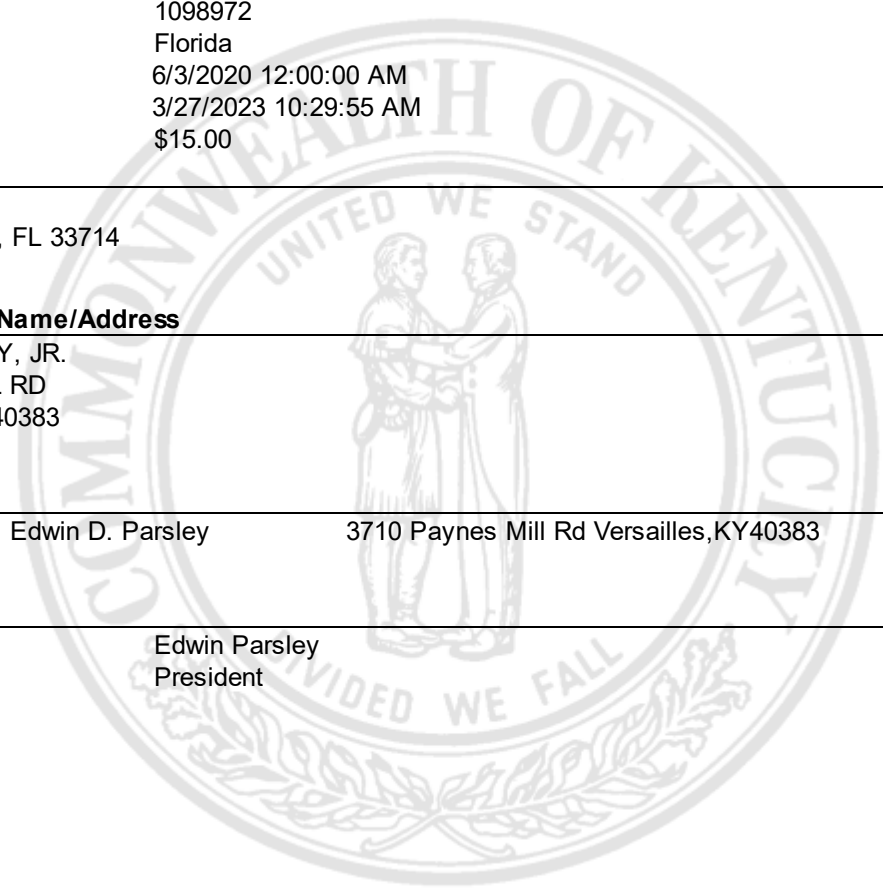 1098972
Florida
6/3/2020 12:00:00 AM
3/27/2023 10:29:55 AM
$15.00
COMMONWEALTH OF KENTUCKY
UNITED WE STAND
, FL 33714
Name/Address
Y, JR.
RD
40383
Edwin D. Parsley 3710 Paynes Mill Rd Versailles,KY40383
Edwin Parsley
President
DIVIDED WE FALL